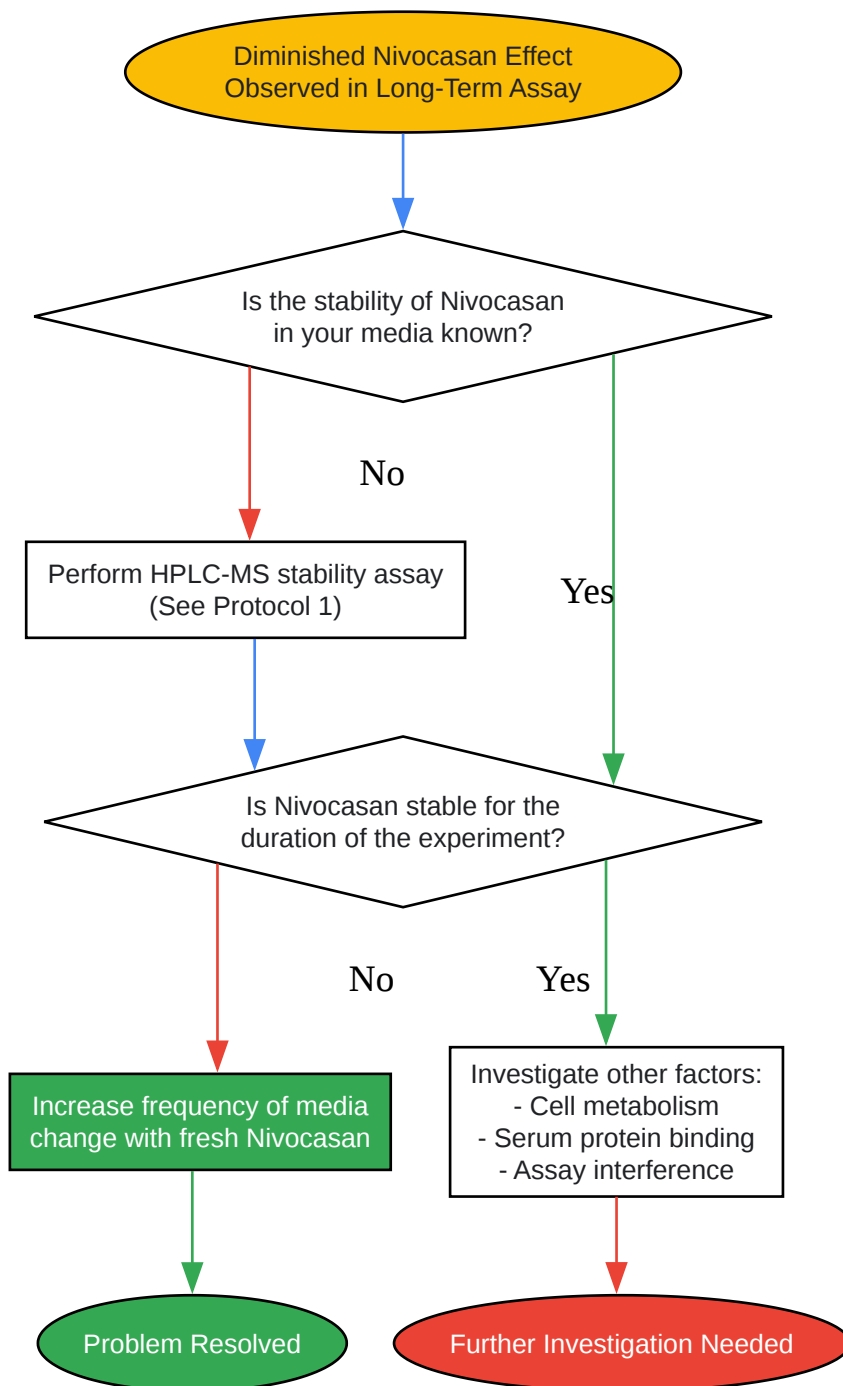 Diminished Nivocasan Effect
Observed in Long-Term Assay
Is the stability of Nivocasan
in your media known?
No
Perform HPLC-MS stability assay
(See Protocol 1)
Yes
Is Nivocasan stable for the
duration of the experiment?
No
Yes
Increase frequency of media
change with fresh Nivocasan
Investigate other factors:
- Cell metabolism
- Serum protein binding
- Assay interference
Problem Resolved
Further Investigation Needed